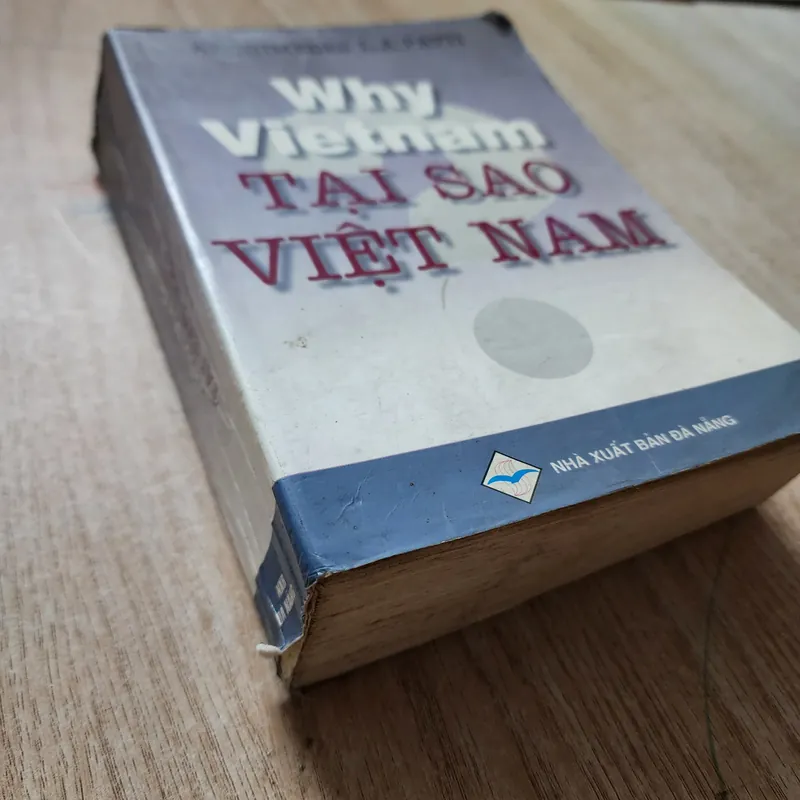 Why
Vietnam
TẠI SAO
VIỆT NAM
NHÀ XUẤT BẢN ĐÀ NẴNG